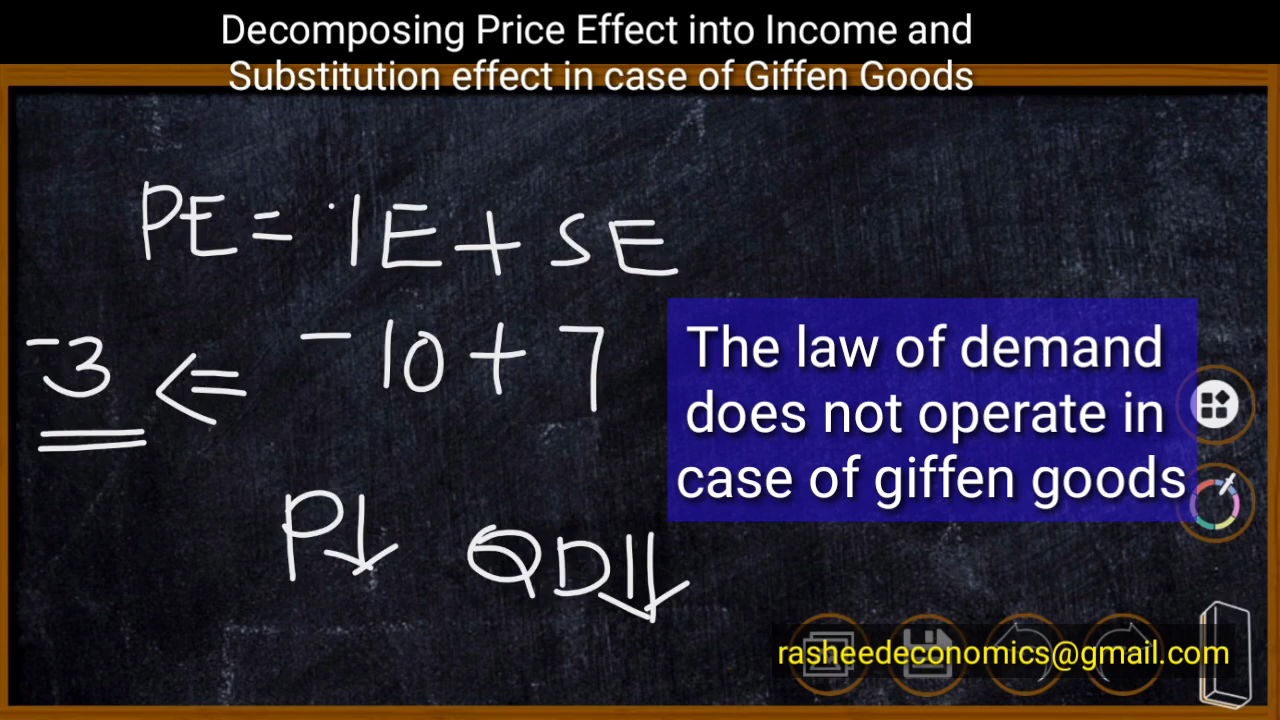 Decomposing Price Effect into Income and
Substitution effect in case of Giffen Goods
PE = IE + SE
-3 <= -10 + 7
The law of demand
does not operate in
case of giffen goods
P↓ QD↓
rasheedeconomics@gmail.com